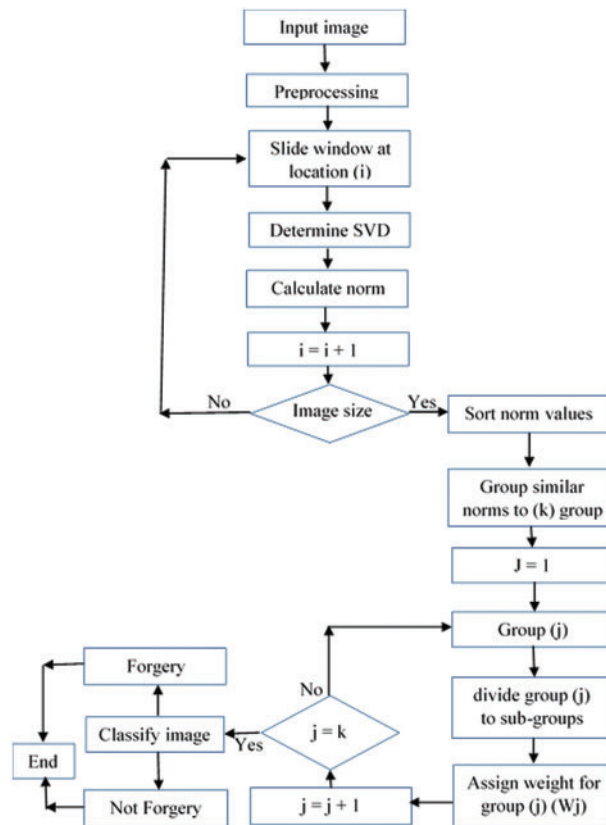 Input image
Preprocessing
Slide window at
location (i)
Determine SVD
Calculate norm
i = i + 1
Image size
No
Yes
Sort norm values
Group similar
norms to (k) group
J = 1
Group (j)
divide group (j)
to sub-groups
Assign weight for
group (j) (Wj)
j = j + 1
j = k
No
Yes
Classify image
Forgery
Not Forgery
End